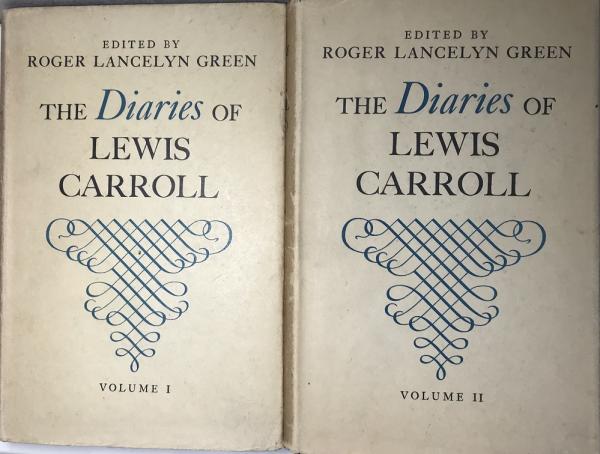 EDITED BY
ROGER LANCELYN GREEN
THE Diaries OF
LEWIS
CARROLL
VOLUME I
EDITED BY
ROGER LANCELYN GREEN
THE Diaries OF
LEWIS
CARROLL
VOLUME II